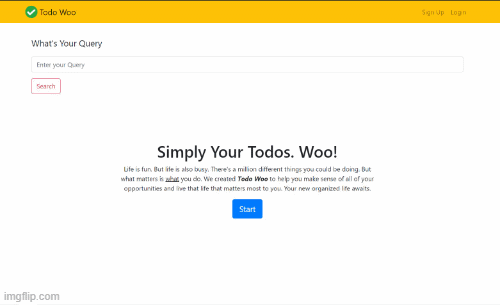 Todo Woo
Sign Up Login
What's Your Query
Enter your Query
Search
Simply Your Todos. Woo!
Life is fun. But life is also busy. There's a million different things you could be doing. But
what matters is what you do. We created Todo Woo to help you make sense of all of your
opportunities and live that life that matters most to you. Your new organized life awaits.
Start
imgflip.com